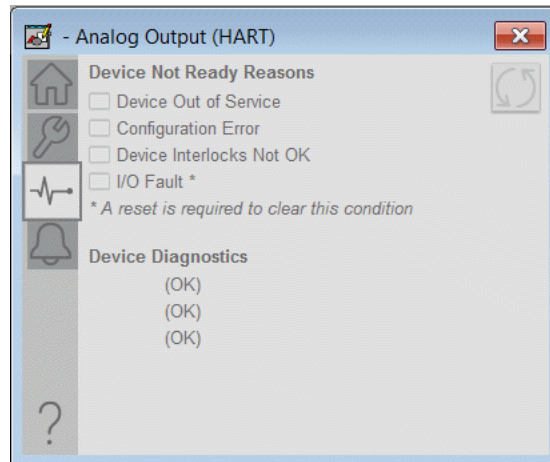 - Analog Output (HART)
Device Not Ready Reasons
Device Out of Service
Configuration Error
Device Interlocks Not OK
I/O Fault *
* A reset is required to clear this condition
Device Diagnostics
(OK)
(OK)
(OK)
?